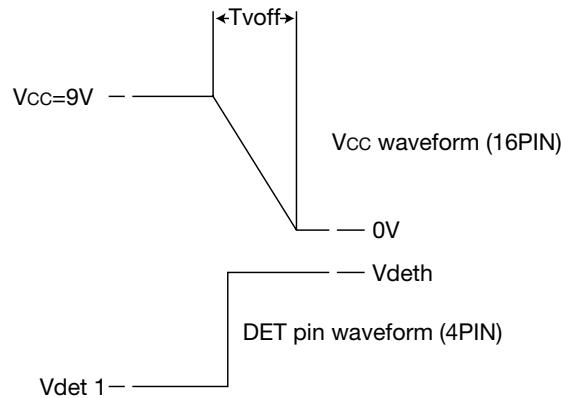 Tvoff
VCC=9V
VCC waveform (16PIN)
0V
Vdeth
DET pin waveform (4PIN)
Vdet 1